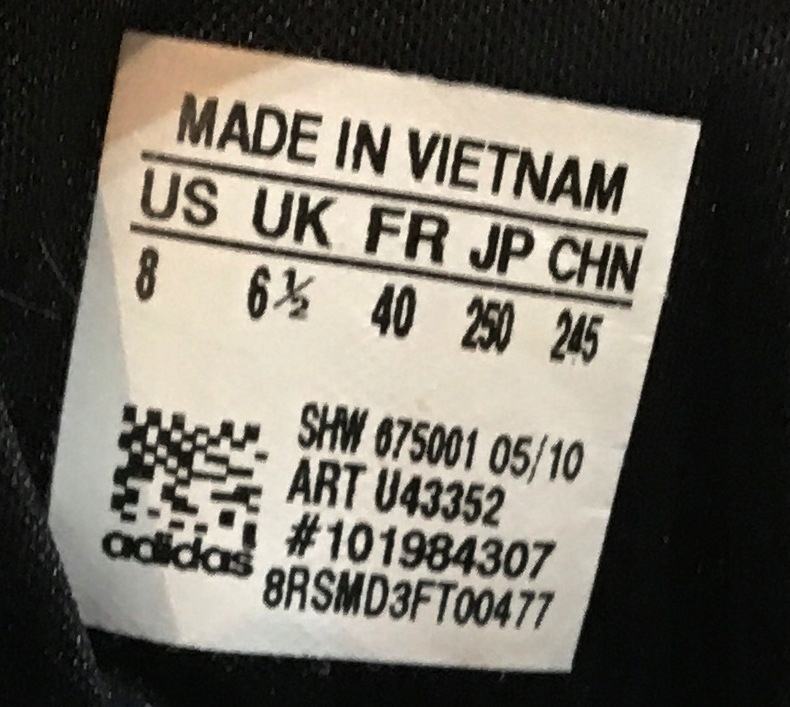 MADE IN VIETNAM
US UK FR JP CHN
8 6½ 40 250 245
SHW 675001 05/10
ART U43352
#101984307
adidas
8RSMD3FT00477